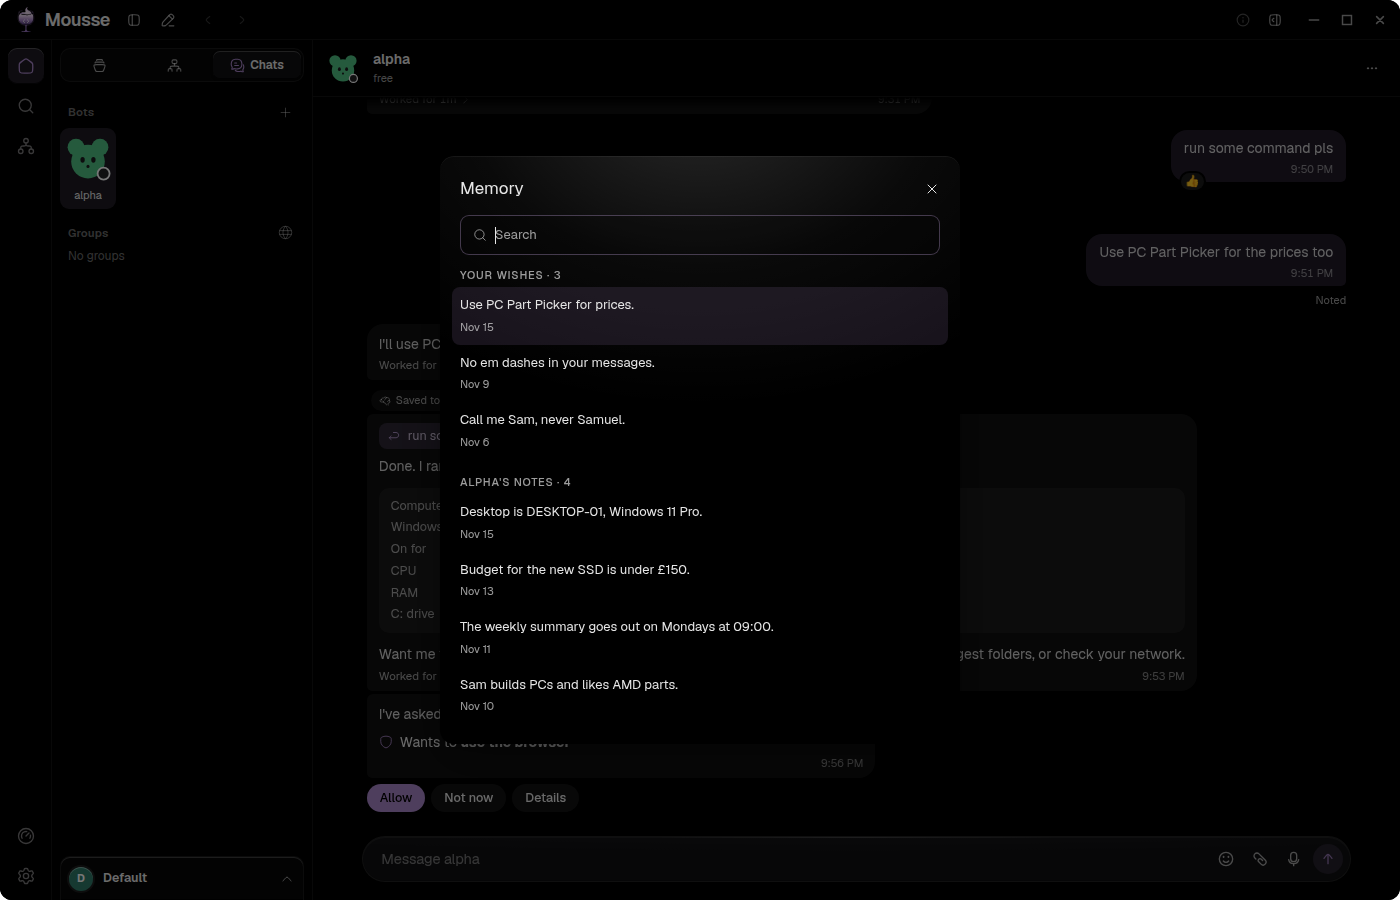 Mousse
Chats
alpha
free
Bots
alpha
Groups
No groups
9:51 PM
run some command pls
9:50 PM
👍
Use PC Part Picker for the prices too
9:51 PM
Noted
I'll use PC
Worked for
Saved to
run so
Done. I ra
Compute
Windows
On for
CPU
RAM
C: drive
Want me
gest folders, or check your network.
Worked for
9:53 PM
I've asked
Wants to use the browser
9:56 PM
Allow
Not now
Details
Message alpha
D
Default
Memory
Search
YOUR WISHES · 3
Use PC Part Picker for prices.
Nov 15
No em dashes in your messages.
Nov 9
Call me Sam, never Samuel.
Nov 6
ALPHA'S NOTES · 4
Desktop is DESKTOP-01, Windows 11 Pro.
Nov 15
Budget for the new SSD is under £150.
Nov 13
The weekly summary goes out on Mondays at 09:00.
Nov 11
Sam builds PCs and likes AMD parts.
Nov 10